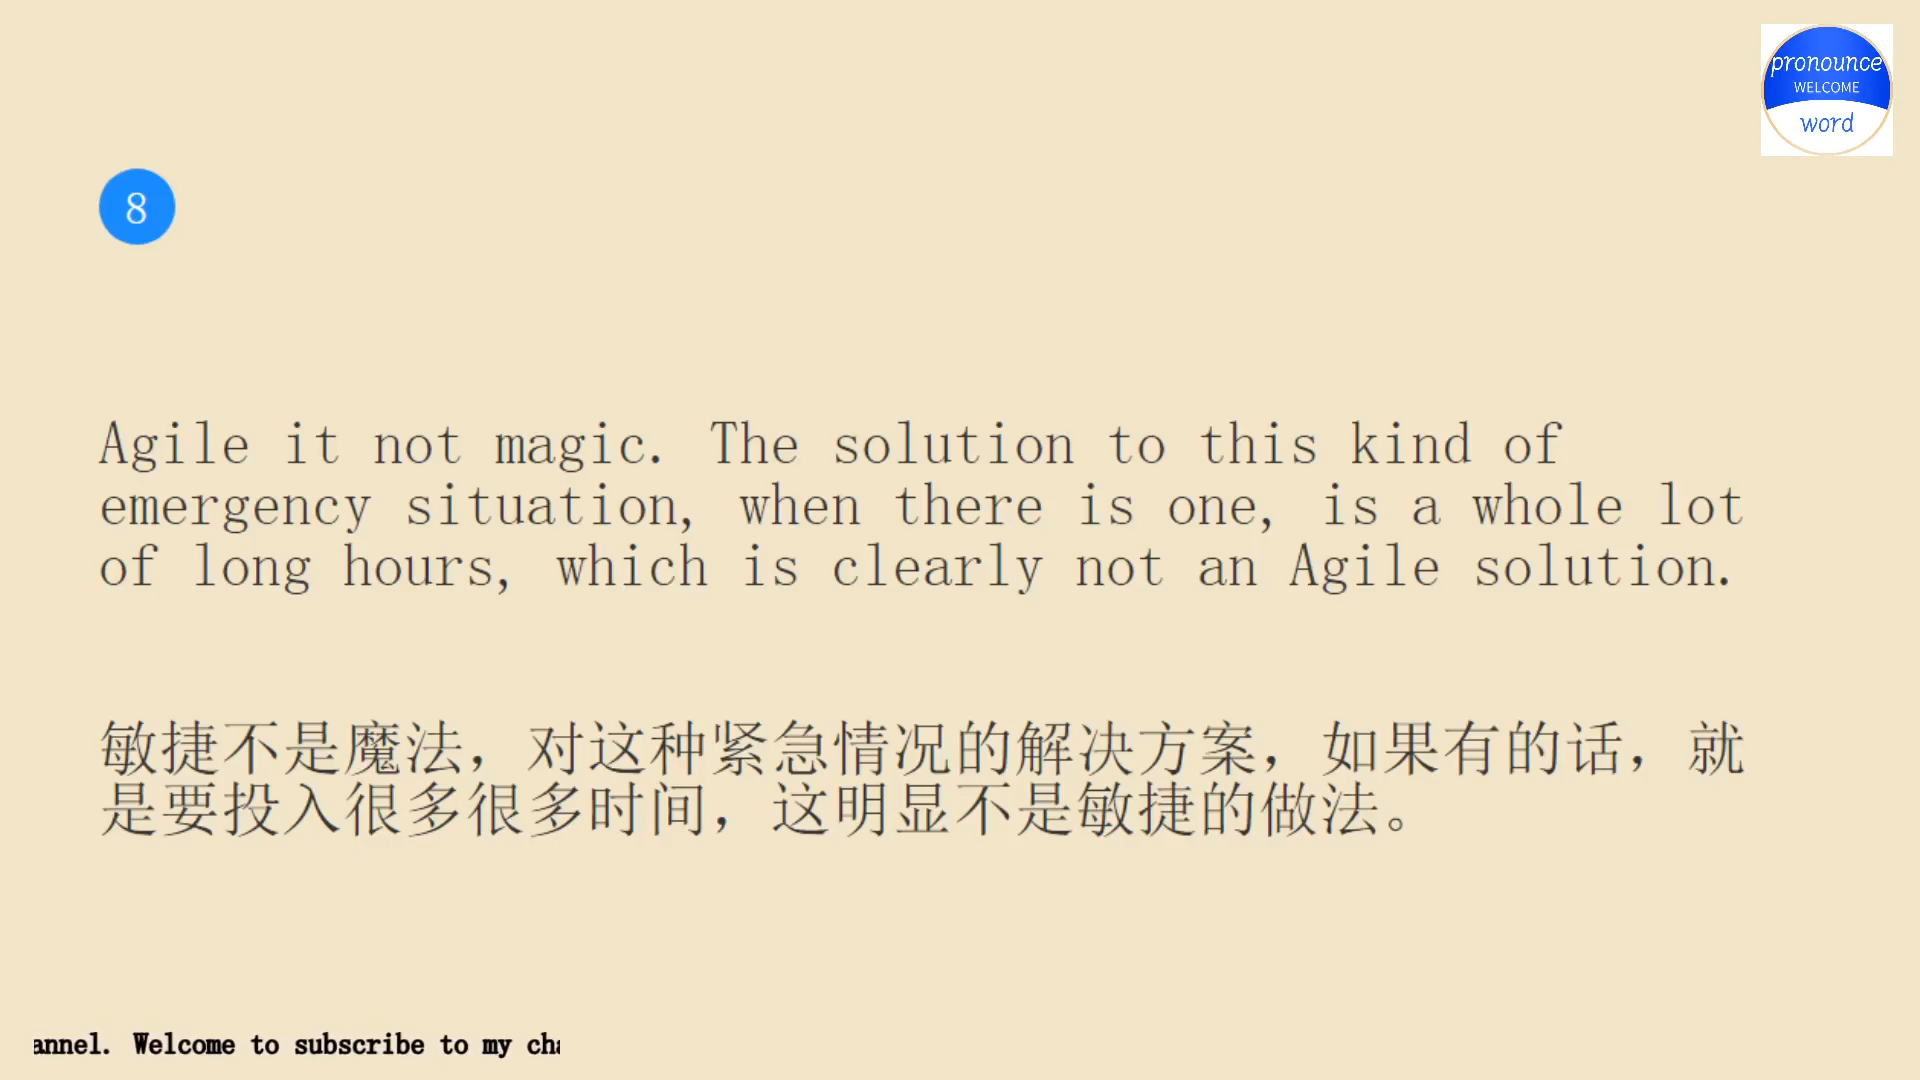 pronounce
WELCOME
word
8
Agile it not magic. The solution to this kind of
emergency situation, when there is one, is a whole lot
of long hours, which is clearly not an Agile solution.
敏捷不是魔法，对这种紧急情况的解决方案，如果有的话，就
是要投入很多很多时间，这明显不是敏捷的做法。
annel. Welcome to subscribe to my cha